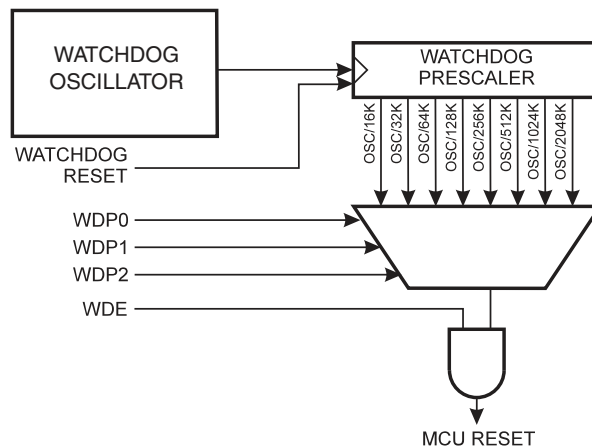 WATCHDOG
OSCILLATOR
WATCHDOG
PRESCALER
OSC/16K
OSC/32K
OSC/64K
OSC/128K
OSC/256K
OSC/512K
OSC/1024K
OSC/2048K
WATCHDOG
RESET
WDP0
WDP1
WDP2
WDE
MCU RESET